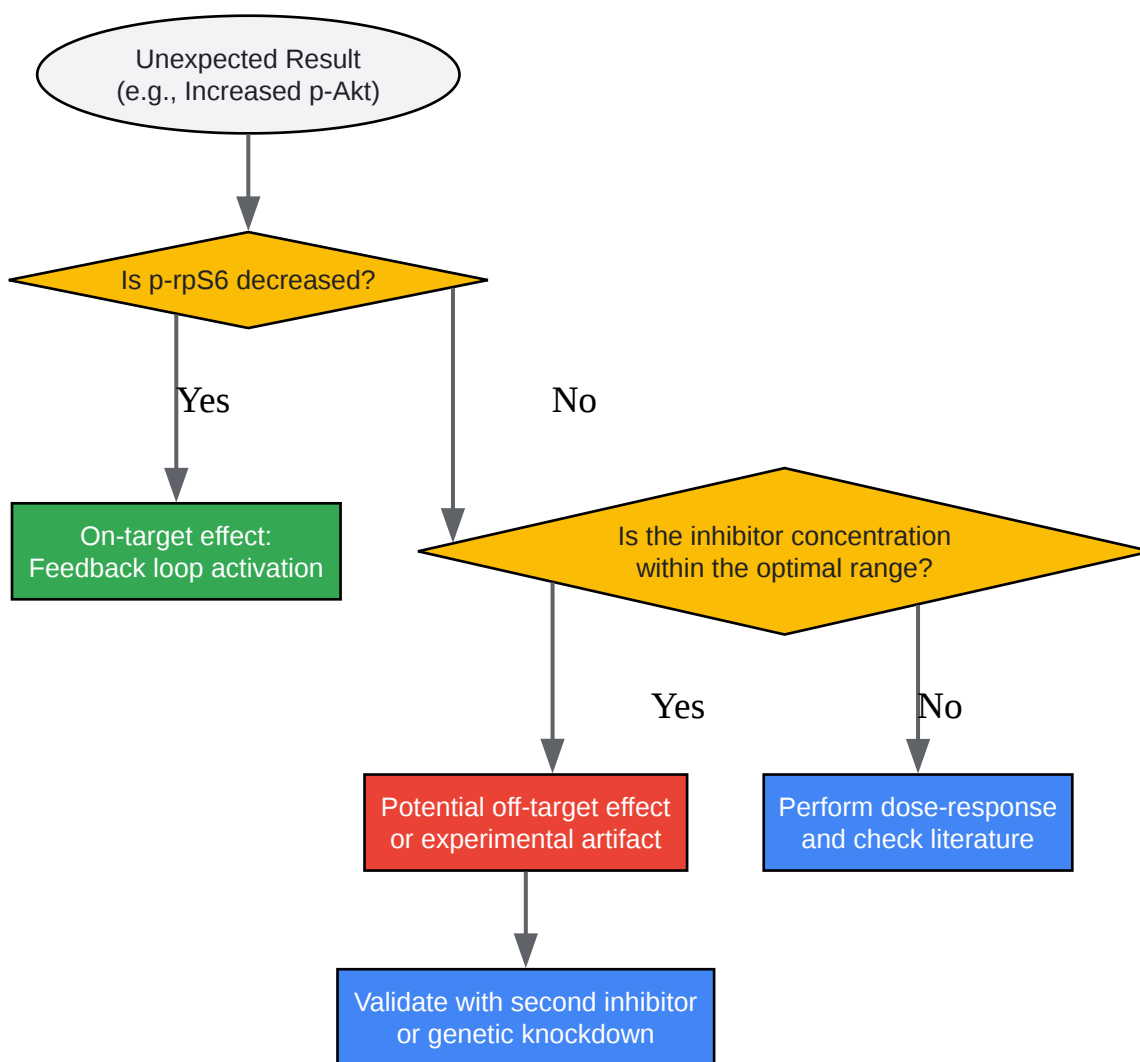 Unexpected Result
(e.g., Increased p-Akt)
Is p-rpS6 decreased?
Yes
No
On-target effect:
Feedback loop activation
Is the inhibitor concentration
within the optimal range?
Yes
No
Potential off-target effect
or experimental artifact
Perform dose-response
and check literature
Validate with second inhibitor
or genetic knockdown